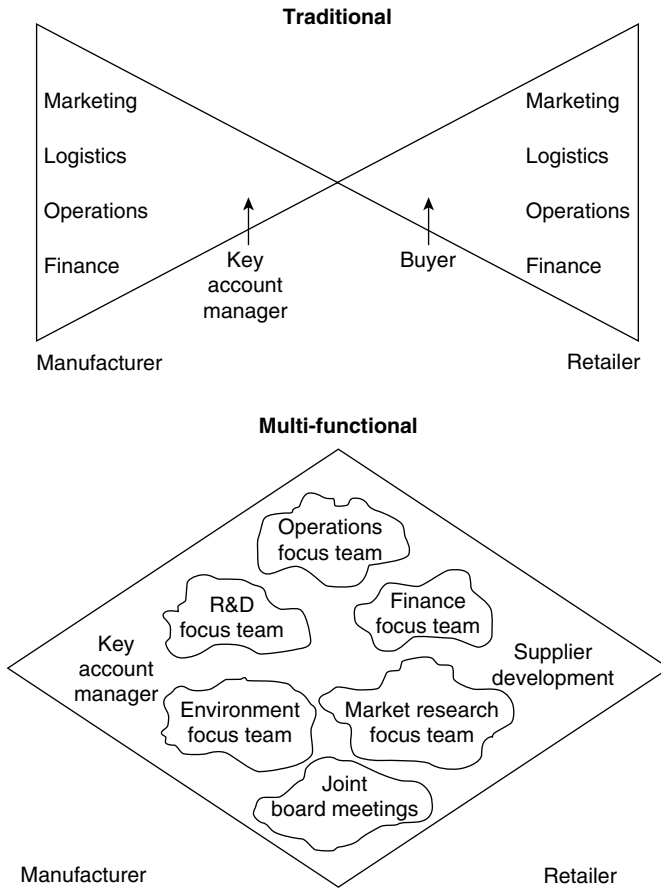 Traditional
Marketing
Marketing
Logistics
Logistics
Operations
Operations
Finance
Finance
Key
account
manager
Buyer
Manufacturer
Retailer
Multi-functional
Operations
focus team
R&D
focus team
Finance
focus team
Key
account
manager
Supplier
development
Environment
focus team
Market research
focus team
Joint
board meetings
Manufacturer
Retailer